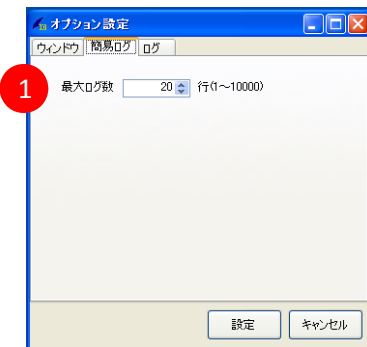 オプション設定
ウィンドウ 簡易ログ ログ
1 最大ログ数 20 行(1～10000)
設定 キャンセル